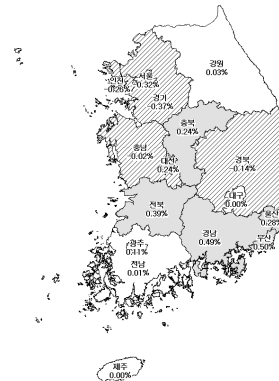 강원
0.03%
서울
-0.32%
인천
-0.26%
경기
-0.37%
충북
0.24%
충남
-0.02%
대전
0.24%
경북
-0.14%
대구
0.00%
울산
0.28%
부산
0.50%
전북
0.39%
경남
0.49%
광주
0.11%
전남
0.01%
제주
0.00%